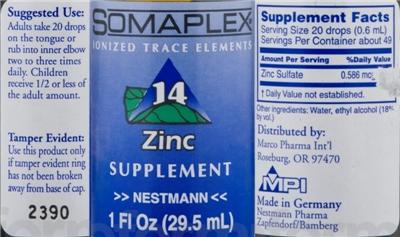 Suggested Use:
Adults take 20 drops
on the tongue or
rub into inner elbow
two to three times
daily. Children
receive 1/2 or less of
the adult amount.
Tamper Evident:
Use this product only
if tamper evident ring
has not been broken
away from base of cap.
2390
SOMAPLEX
IONIZED TRACE ELEMENTS
14
Zinc
SUPPLEMENT
>> NESTMANN <<
1 Fl Oz (29.5 mL)
Supplement Facts
Serving Size 20 drops (0.6 mL)
Servings Per Container about 49
Amount Per Serving %Daily Value
Zinc Sulfate 0.586 mcg
† Daily Value not established.
Other ingredients: Water, ethyl alcohol (18%
by vol.)
Distributed by:
Marco Pharma Int'l
Roseburg, OR 97470
MPI
Made in Germany
Nestmann Pharma
Zapfendorf/Bamberg